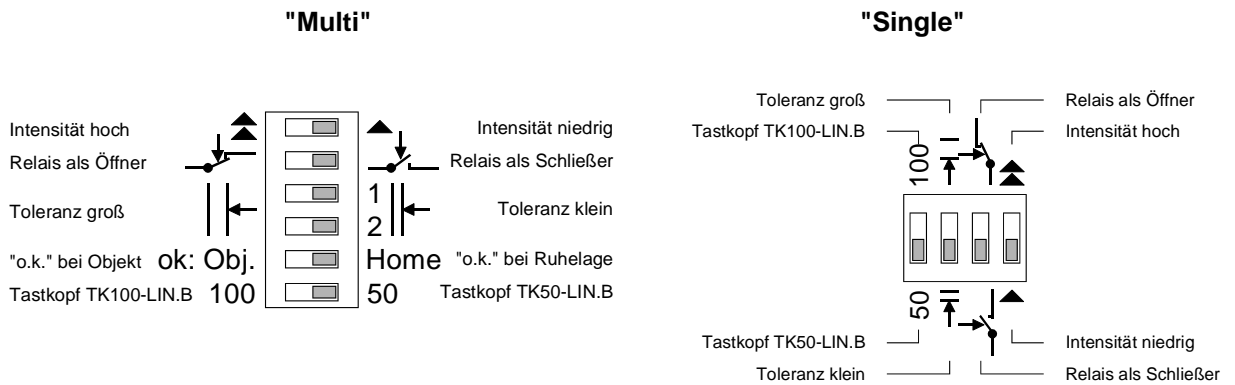 "Multi"
Intensität hoch
Intensität niedrig
Relais als Öffner
Relais als Schließer
1
Toleranz groß
Toleranz klein
2
"o.k." bei Objekt ok: Obj. Home "o.k." bei Ruhelage
Tastkopf TK100-LIN.B 100 50 Tastkopf TK50-LIN.B
"Single"
Toleranz groß
Relais als Öffner
Tastkopf TK100-LIN.B
Intensität hoch
100
50
Tastkopf TK50-LIN.B
Intensität niedrig
Toleranz klein
Relais als Schließer